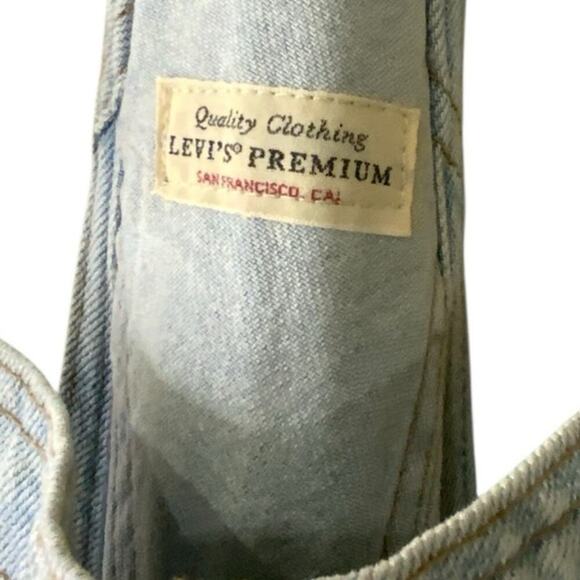 Quality Clothing
LEVI'S® PREMIUM
SAN FRANCISCO, CAL